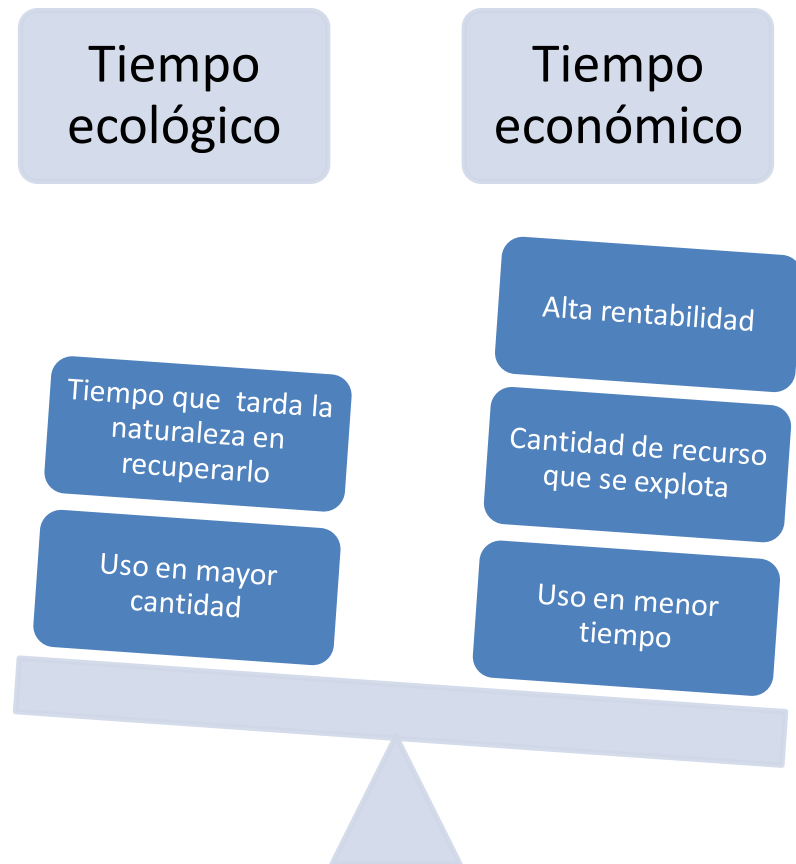 Tiempo
ecológico
Tiempo
económico
Tiempo que tarda la
naturaleza en
recuperarlo
Uso en mayor
cantidad
Alta rentabilidad
Cantidad de recurso
que se explota
Uso en menor
tiempo